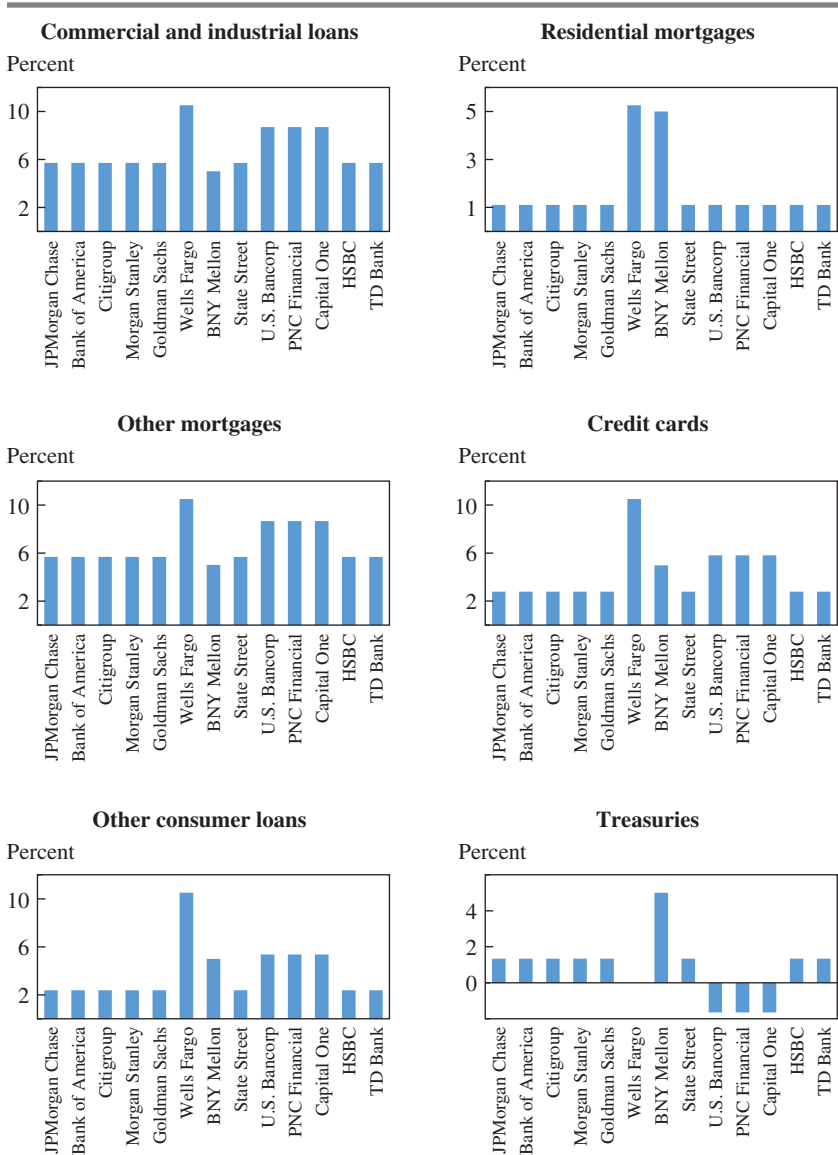 Commercial and industrial loans
Percent
10
6
2
JPMorgan Chase
Bank of America
Citigroup
Morgan Stanley
Goldman Sachs
Wells Fargo
BNY Mellon
State Street
U.S. Bancorp
PNC Financial
Capital One
HSBC
TD Bank
Residential mortgages
Percent
5
3
1
JPMorgan Chase
Bank of America
Citigroup
Morgan Stanley
Goldman Sachs
Wells Fargo
BNY Mellon
State Street
U.S. Bancorp
PNC Financial
Capital One
HSBC
TD Bank
Other mortgages
Percent
10
6
2
JPMorgan Chase
Bank of America
Citigroup
Morgan Stanley
Goldman Sachs
Wells Fargo
BNY Mellon
State Street
U.S. Bancorp
PNC Financial
Capital One
HSBC
TD Bank
Credit cards
Percent
10
6
2
JPMorgan Chase
Bank of America
Citigroup
Morgan Stanley
Goldman Sachs
Wells Fargo
BNY Mellon
State Street
U.S. Bancorp
PNC Financial
Capital One
HSBC
TD Bank
Other consumer loans
Percent
10
6
2
JPMorgan Chase
Bank of America
Citigroup
Morgan Stanley
Goldman Sachs
Wells Fargo
BNY Mellon
State Street
U.S. Bancorp
PNC Financial
Capital One
HSBC
TD Bank
Treasuries
Percent
4
2
0
JPMorgan Chase
Bank of America
Citigroup
Morgan Stanley
Goldman Sachs
Wells Fargo
BNY Mellon
State Street
U.S. Bancorp
PNC Financial
Capital One
HSBC
TD Bank